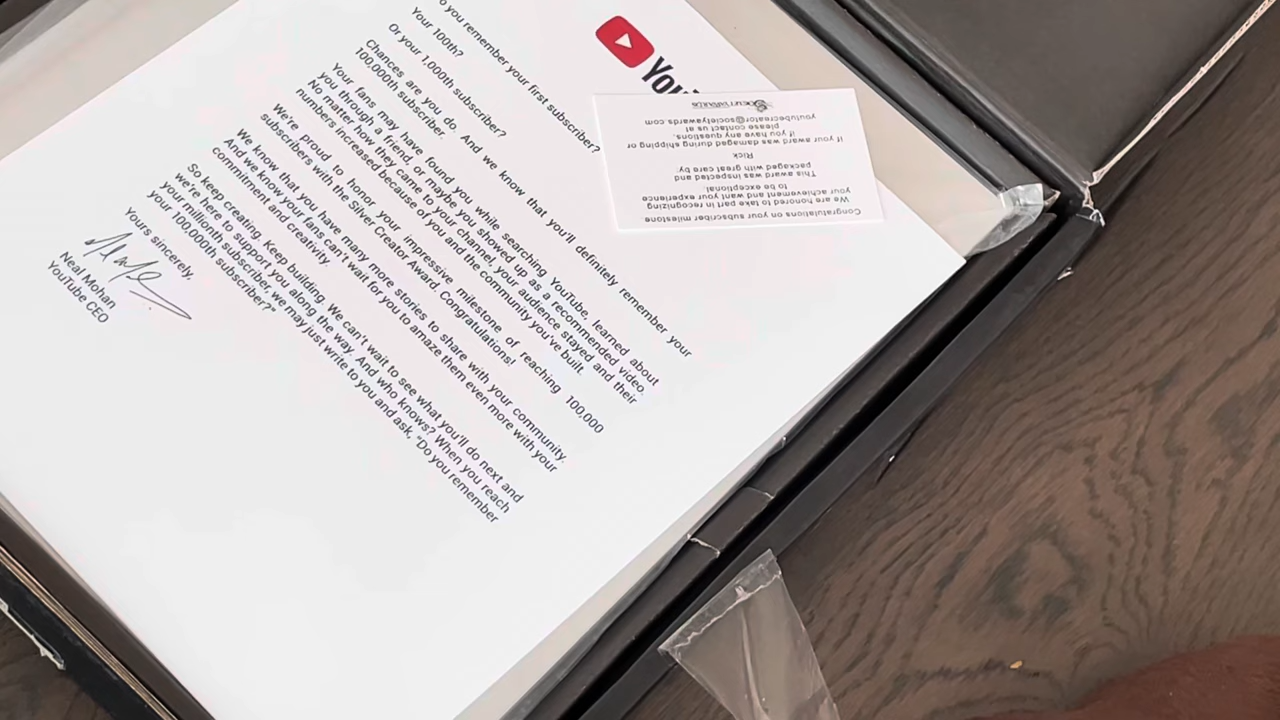 You
o you remember your first subscriber?
Your 100th?
Or your 1,000th subscriber?
Chances are you do. And we know that you'll definitely remember your
100,000th subscriber.
Your fans may have found you while searching YouTube, learned about
you through a friend, or maybe you showed up as a recommended video.
No matter how they came to your channel, your audience stayed and their
numbers increased because of you and the community you've built.
We're proud to honor your impressive milestone of reaching 100,000
subscribers with the Silver Creator Award. Congratulations!
We know that you have many more stories to share with your community.
And we know your fans can't wait for you to amaze them even more with your
commitment and creativity.
So Keep creating. Keep building. We can't wait to see what you'll do next and
we're here to support you along the way. And who knows? When you reach
your millionth subscriber, we may just write to you and ask, "Do you remember
your 100,000th subscriber?"
Yours sincerely,
Neal Mohan
YouTube CEO
Congratulations on your subscriber milestone.
We are honored to take part in recognizing
your achievement and want your experience
to be exceptional.
This award was inspected and
packaged with great care by:
Rick
If your award was damaged during shipping or
if you have any questions,
please contact us at
youtubecreator@societyawards.com
SOCIETY AWARDS